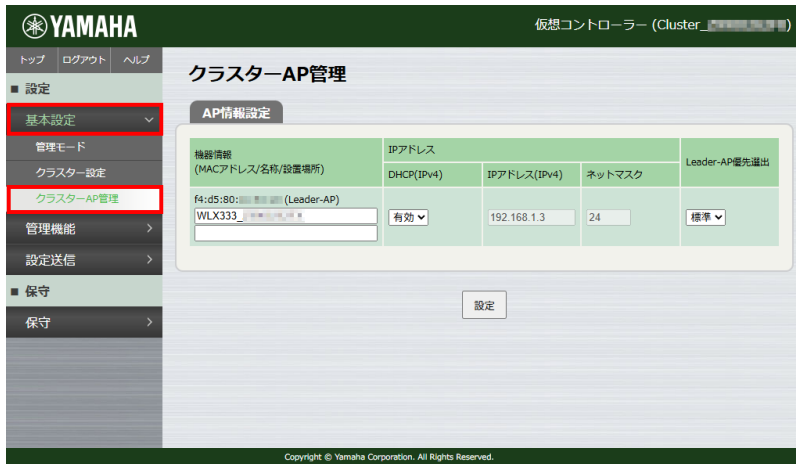 YAMAHA
仮想コントローラー (Cluster_ )
トップ ログアウト ヘルプ
■ 設定
基本設定
管理モード
クラスター設定
クラスターAP管理
管理機能
設定送信
■ 保守
保守
クラスターAP管理
AP情報設定
機器情報
(MACアドレス/名称/設置場所)
IPアドレス
DHCP(IPv4) IPアドレス(IPv4) ネットマスク
Leader-AP優先選出
f4:d5:80: (Leader-AP)
WLX333_
有効 192.168.1.3 24 標準
設定
Copyright © Yamaha Corporation. All Rights Reserved.